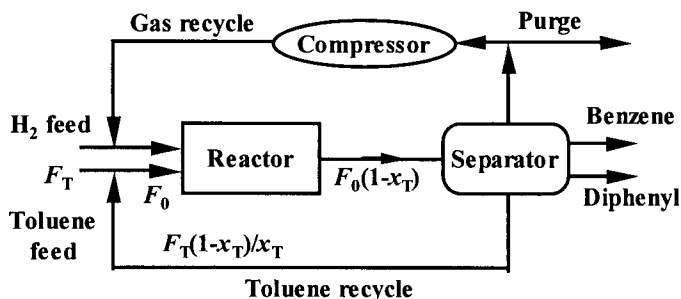 Gas recycle
Compressor
Purge
H2 feed
FT
F0
Toluene
feed
Reactor
F0(1-xT)
Separator
Benzene
Diphenyl
FT(1-xT)/xT
Toluene recycle